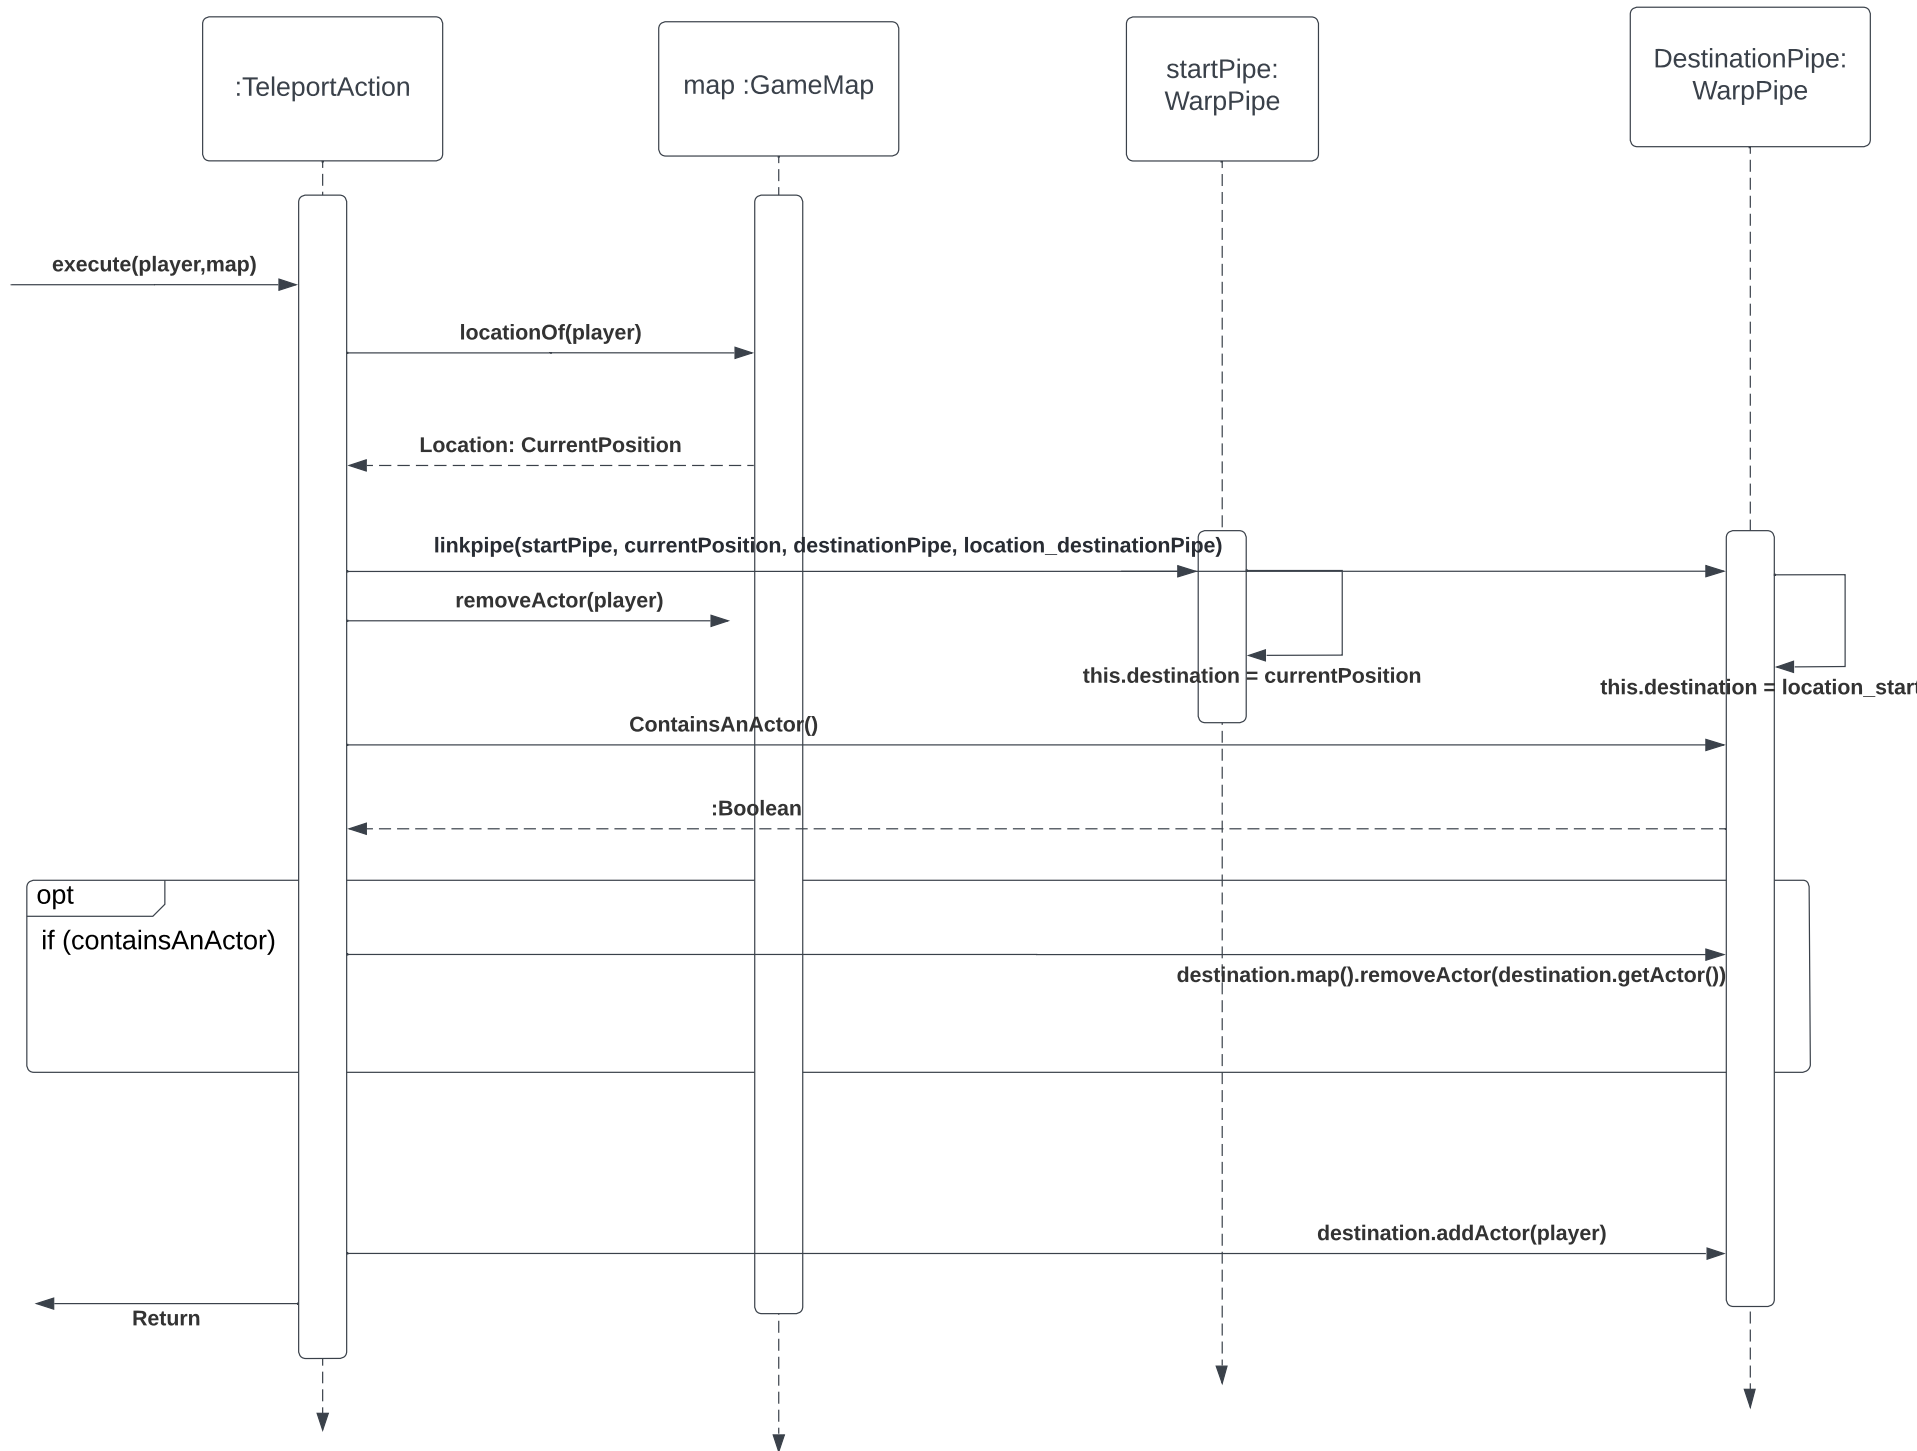 :TeleportAction
map :GameMap
startPipe:
WarpPipe
DestinationPipe:
WarpPipe
execute(player,map)
locationOf(player)
Location: CurrentPosition
linkpipe(startPipe, currentPosition, destinationPipe, location_destinationPipe)
removeActor(player)
this.destination = currentPosition
this.destination = location_start
ContainsAnActor()
:Boolean
opt
if (containsAnActor)
destination.map().removeActor(destination.getActor())
destination.addActor(player)
Return